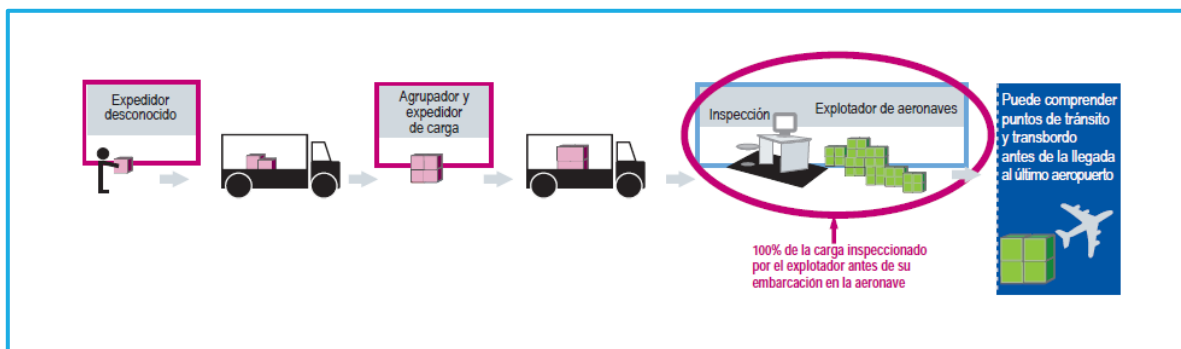 Expedidor
desconocido
Agrupador y
expedidor
de carga
Inspección
Explotador de aeronaves
Puede comprender
puntos de tránsito
y transbordo
antes de la llegada
al último aeropuerto
100% de la carga inspeccionado
por el explotador antes de su
embarcación en la aeronave